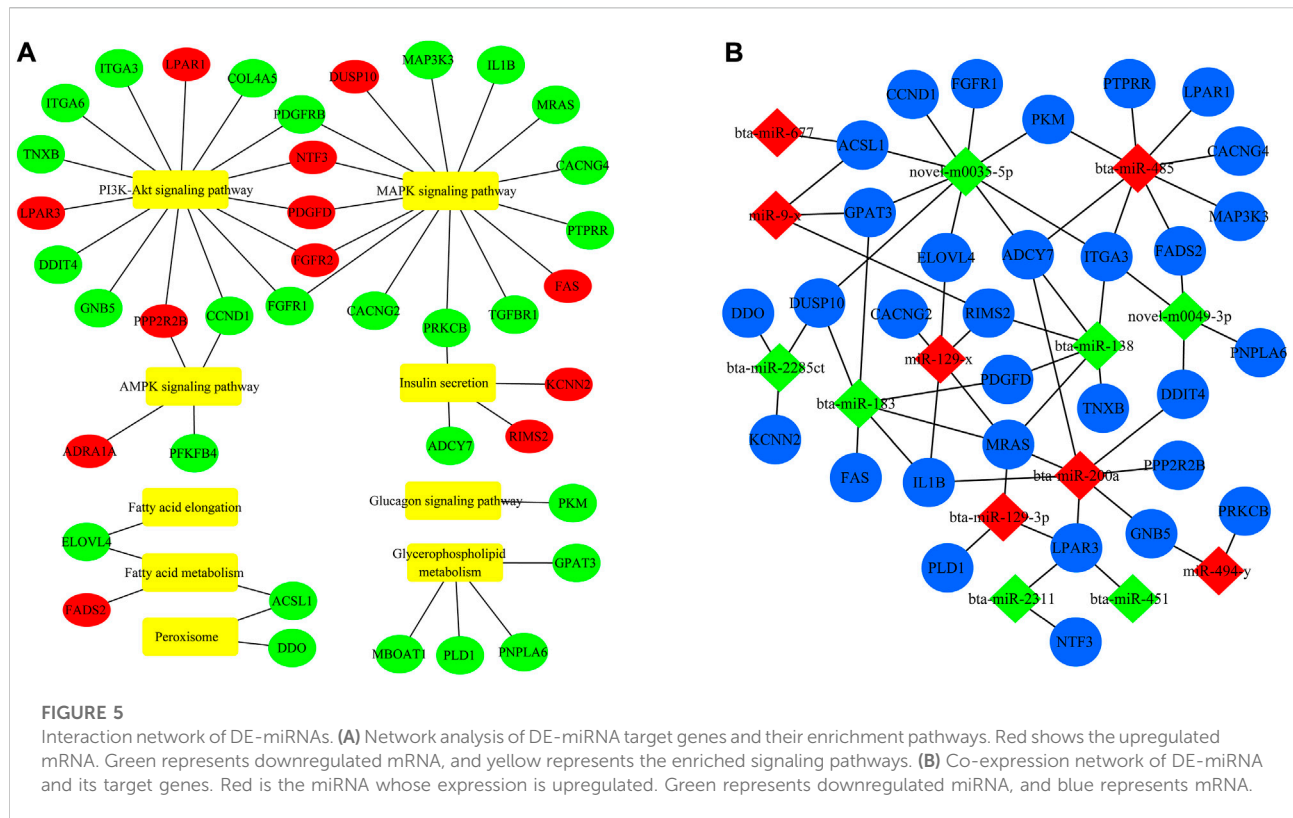 A
ITGA3
LPAR1
COL4A5
ITGA6
PDGFRB
TNXB
NTF3
PI3K-Akt signaling pathway
LPAR3
PDGFD
DDIT4
FGFR2
GNB5
PPP2R2B
CCND1
FGFR1
DUSP10
MAP3K3
IL1B
MRAS
CACNG4
MAPK signaling pathway
PTPRR
FAS
TGFBR1
CACNG2
PRKCB
AMPK signaling pathway
ADRA1A
PFKFB4
Insulin secretion
KCNN2
RIMS2
ADCY7
Fatty acid elongation
ELOVL4
Fatty acid metabolism
FADS2
ACSL1
Peroxisome
DDO
Glucagon signaling pathway
PKM
Glycerophospholipid
metabolism
GPAT3
MBOAT1
PLD1
PNPLA6
B
CCND1
FGFR1
PTPRR
LPAR1
bta-miR-677
ACSL1
PKM
CACNG4
novel-m0035-5p
bta-miR-485
miR-9-x
GPAT3
MAP3K3
ELOVL4
ADCY7
ITGA3
FADS2
DDO
DUSP10
CACNG2
RIMS2
novel-m0049-3p
bta-miR-2285ct
miR-129-x
bta-miR-138
PNPLA6
PDGFD
bta-miR-183
TNXB
DDIT4
KCNN2
MRAS
FAS
IL1B
bta-miR-200a
PPP2R2B
bta-miR-129-3p
PRKCB
GNB5
PLD1
LPAR3
miR-494-y
bta-miR-2311
bta-miR-451
NTF3
FIGURE 5
Interaction network of DE-miRNAs. (A) Network analysis of DE-miRNA target genes and their enrichment pathways. Red shows the upregulated
mRNA. Green represents downregulated mRNA, and yellow represents the enriched signaling pathways. (B) Co-expression network of DE-miRNA
and its target genes. Red is the miRNA whose expression is upregulated. Green represents downregulated miRNA, and blue represents mRNA.